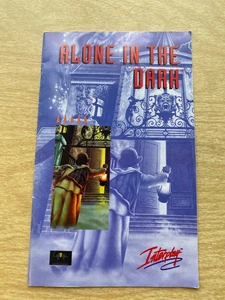 ALONE IN THE
DARK
Interplay